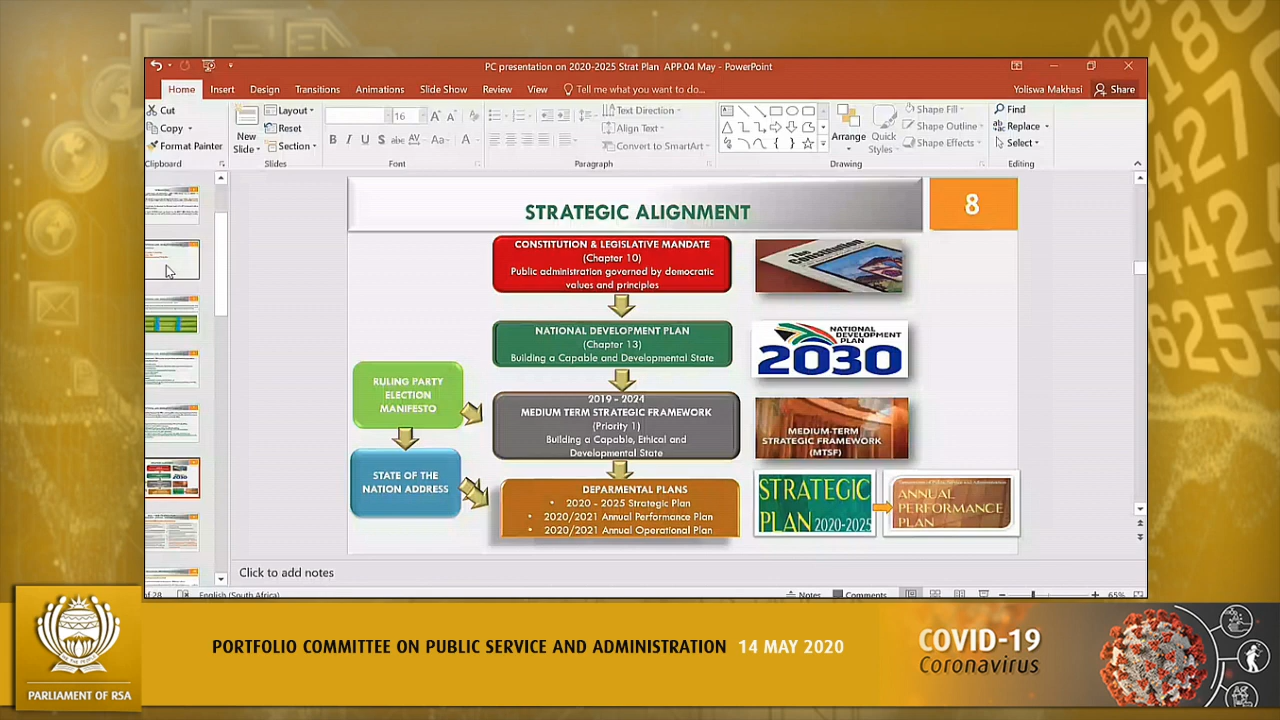 PC presentation on 2020-2025 Strat Plan APP.04 May - PowerPoint
Home Insert Design Transitions Animations Slide Show Review View Tell me what you want to do...
Yoliswa Makhasi Share
Cut
Copy
Format Painter
Clipboard
New Slide
Layout
Reset
Section
Slides
16
B I U S abc AV Aa
Font
Text Direction
Align Text
Convert to SmartArt
Paragraph
Arrange
Quick Styles
Shape Fill
Shape Outline
Shape Effects
Drawing
Find
Replace
Select
Editing
STRATEGIC ALIGNMENT
8
CONSTITUTION & LEGISLATIVE MANDATE
(Chapter 10)
Public administration governed by democratic
values and principles
NATIONAL DEVELOPMENT PLAN
(Chapter 13)
Building a Capable and Developmental State
NATIONAL
DEVELOPMENT
PLAN
2030
RULING PARTY
ELECTION
MANIFESTO
2019 - 2024
MEDIUM TERM STRATEGIC FRAMEWORK
(Priority 1)
Building a Capable, Ethical and
Developmental State
MEDIUM-TERM
STRATEGIC FRAMEWORK
(MTSF)
STATE OF THE
NATION ADDRESS
DEPARMENTAL PLANS
• 2020 - 2025 Strategic Plan
• 2020/2021 Annual Performance Plan
• 2020/2021 Annual Operational Plan
STRATEGIC
PLAN 2020-2025
ANNUAL
PERFORMANCE
PLAN
Click to add notes
of 28 English (South Africa) Notes Comments 65%
PORTFOLIO COMMITTEE ON PUBLIC SERVICE AND ADMINISTRATION 14 MAY 2020
COVID-19
Coronavirus
PARLIAMENT OF RSA